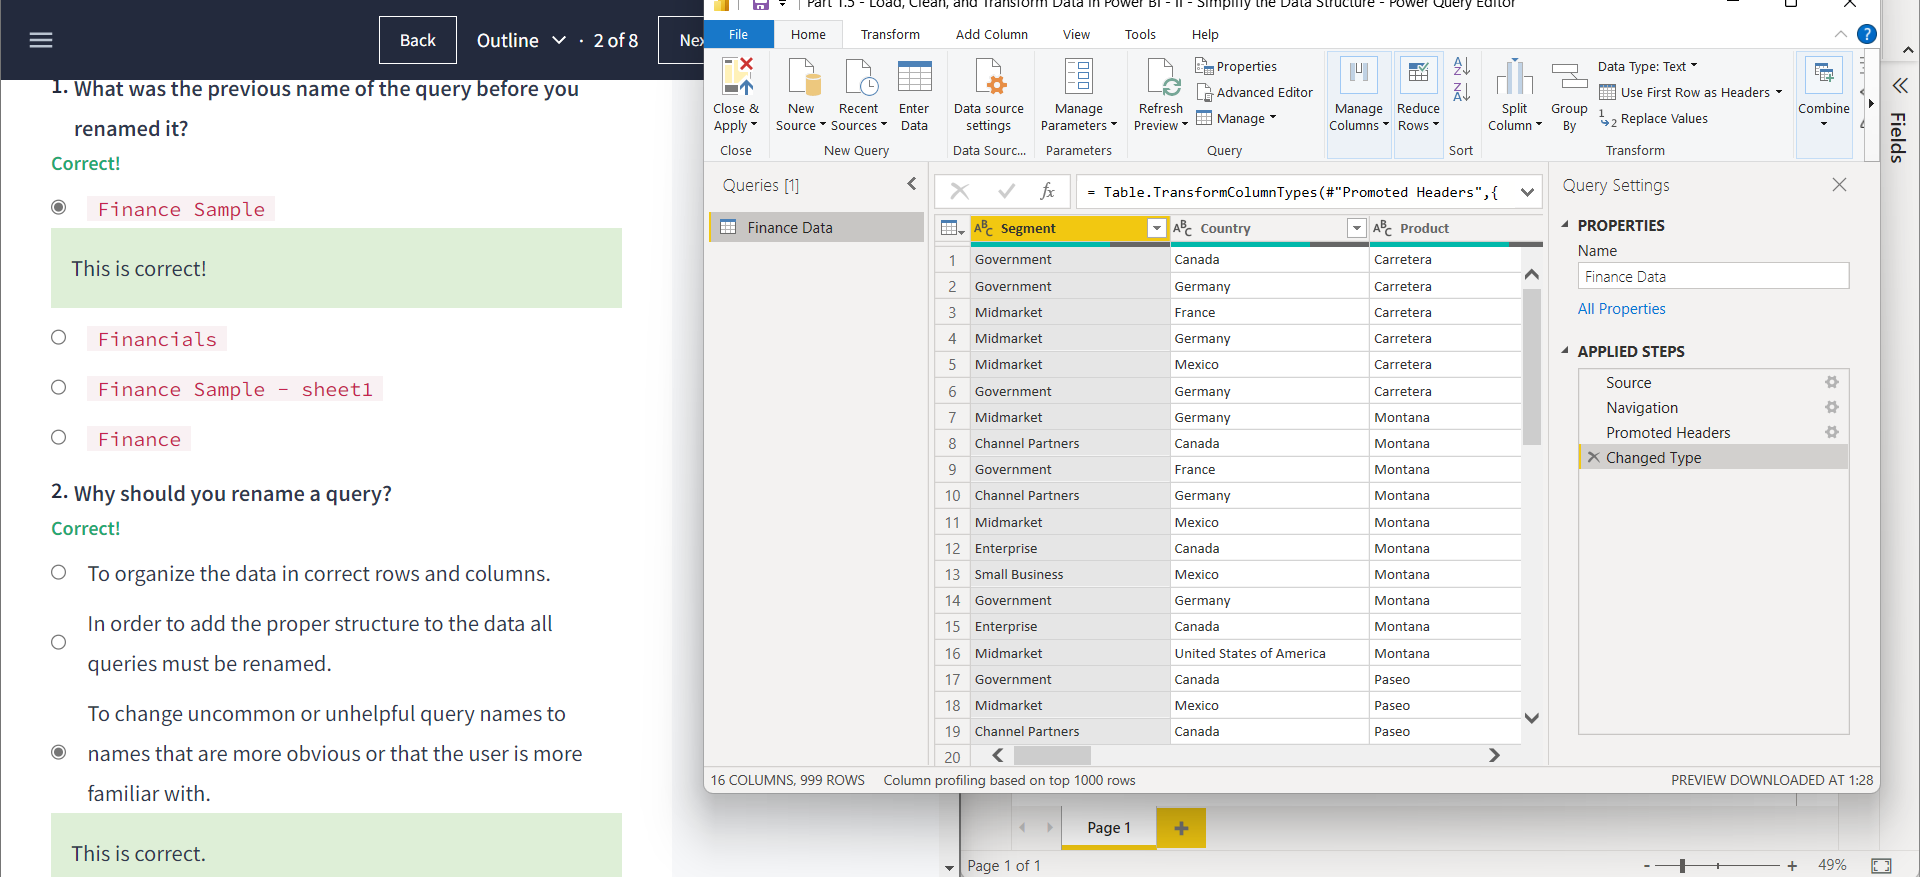 Back
Outline
· 2 of 8
1. What was the previous name of the query before you
renamed it?
Correct!
Finance Sample
This is correct!
Financials
Finance Sample - sheet1
Finance
2. Why should you rename a query?
Correct!
To organize the data in correct rows and columns.
In order to add the proper structure to the data all
queries must be renamed.
To change uncommon or unhelpful query names to
names that are more obvious or that the user is more
familiar with.
This is correct.
Part 1.5 - Load, Clean, and Transform Data in Power BI - II - Simplify the Data Structure - Power Query Editor
File Home Transform Add Column View Tools Help
Close &
Apply
Close
New
Source
Recent
Sources
Enter
Data
New Query
Data source
settings
Data Sourc...
Manage
Parameters
Parameters
Refresh
Preview
Properties
Advanced Editor
Manage
Query
Manage
Columns
Reduce
Rows
A
Z
Z
A
Sort
Split
Column
Group
By
Data Type: Text
Use First Row as Headers
1
2 Replace Values
Transform
Combine
?
Fields
Queries [1]
Finance Data
fx
= Table.TransformColumnTypes(#"Promoted Headers",{
ABC Segment ABC Country ABC Product
1 Government Canada Carretera
2 Government Germany Carretera
3 Midmarket France Carretera
4 Midmarket Germany Carretera
5 Midmarket Mexico Carretera
6 Government Germany Carretera
7 Midmarket Germany Montana
8 Channel Partners Canada Montana
9 Government France Montana
10 Channel Partners Germany Montana
11 Midmarket Mexico Montana
12 Enterprise Canada Montana
13 Small Business Mexico Montana
14 Government Germany Montana
15 Enterprise Canada Montana
16 Midmarket United States of America Montana
17 Government Canada Paseo
18 Midmarket Mexico Paseo
19 Channel Partners Canada Paseo
20
Query Settings
PROPERTIES
Name
Finance Data
All Properties
APPLIED STEPS
Source
Navigation
Promoted Headers
Changed Type
16 COLUMNS, 999 ROWS Column profiling based on top 1000 rows
PREVIEW DOWNLOADED AT 1:28
Page 1
+
Page 1 of 1
- + 49%